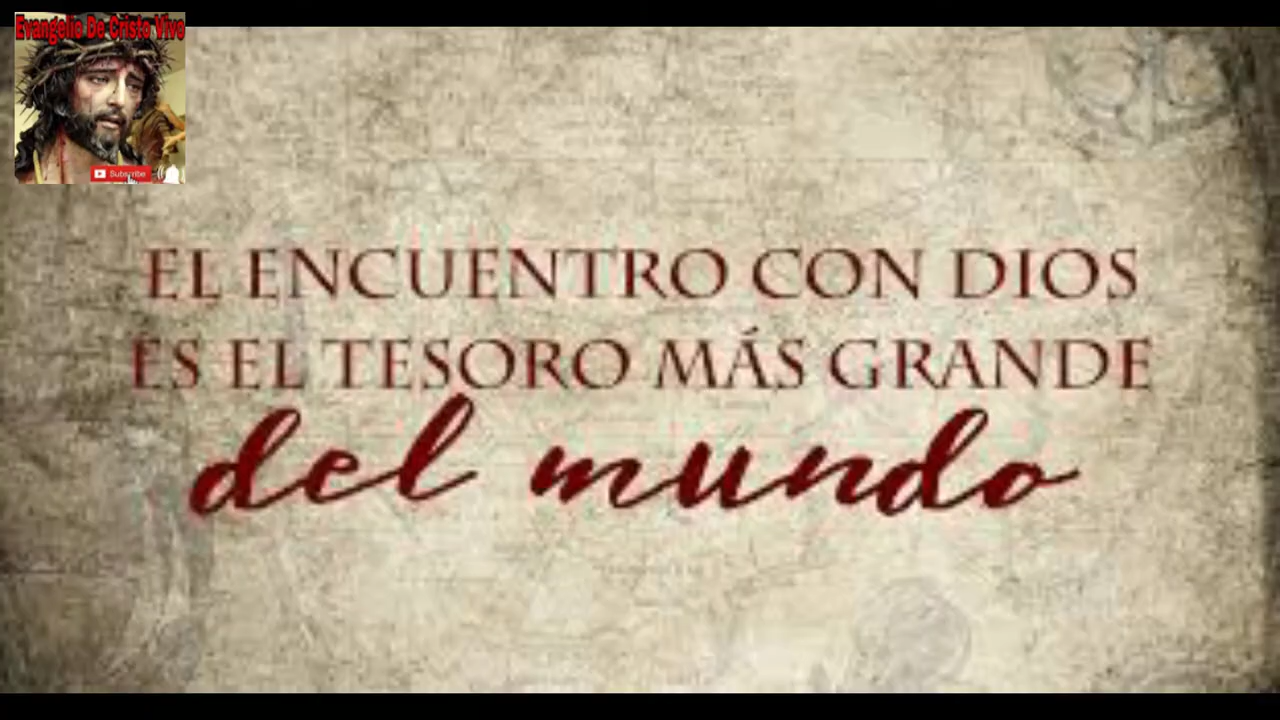 Evangelio De Cristo Vivo
Subscribe
EL ENCUENTRO CON DIOS
ES EL TESORO MÁS GRANDE
del mundo